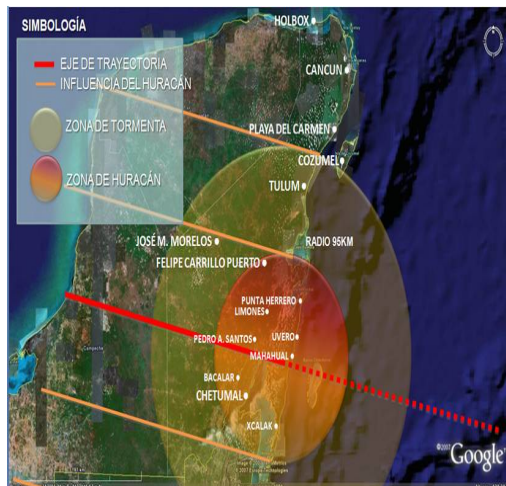 SIMBOLOGÍA
EJE DE TRAYECTORIA
INFLUENCIA DEL HURACÁN
ZONA DE TORMENTA
ZONA DE HURACÁN
HOLBOX
CANCUN
PLAYA DEL CARMEN
COZUMEL
TULUM
JOSÉ M. MORELOS
RADIO 95KM
FELIPE CARRILLO PUERTO
PUNTA HERRERO
LIMONES
PEDRO A. SANTOS
UVERO
MAHAHUAL
Campeche
BACALAR
CHETUMAL
XCALAK
©2007
Google